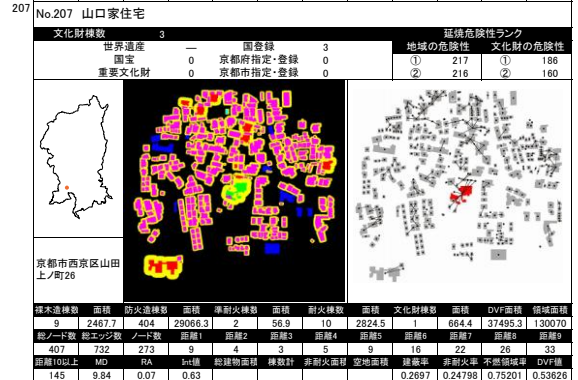 207
No.207 山口家住宅
文化財棟数 3 延焼危険性ランク
世界遺産 — 国登録 3 地域の危険性 文化財の危険性
国宝 0 京都府指定・登録 0 ① 217 ① 186
重要文化財 0 京都市指定・登録 0 ② 216 ② 160
京都市西京区山田
上ノ町26
裸木造棟数 面積 防火造棟数 面積 準耐火棟数 面積 耐火棟数 面積 文化財棟数 面積 DVF面積 領域面積
9 2467.7 404 29066.3 2 56.9 10 2824.5 1 664.4 37495.3 130070
総ノード数 総エッジ数 ノード数 距離1 距離2 距離3 距離4 距離5 距離6 距離7 距離8 距離9
407 732 273 9 4 3 5 9 16 22 26 33
距離10以上 MD RA Int値 総建物面積 棟数計 非耐火面積 空地面積 建蔽率 非耐火率 不燃領域率 DVF値
145 9.84 0.07 0.63 0.2697 0.24798 0.75201 0.53626